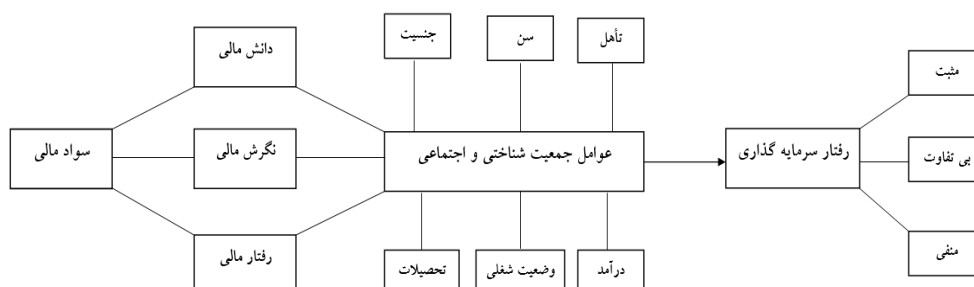 جنسیت
سن
تأهل
دانش مالی
مثبت
سواد مالی
نگرش مالی
عوامل جمعیت شناختی و اجتماعی
رفتار سرمایه گذاری
بی تفاوت
رفتار مالی
تحصیلات
وضعیت شغلی
درآمد
منفی